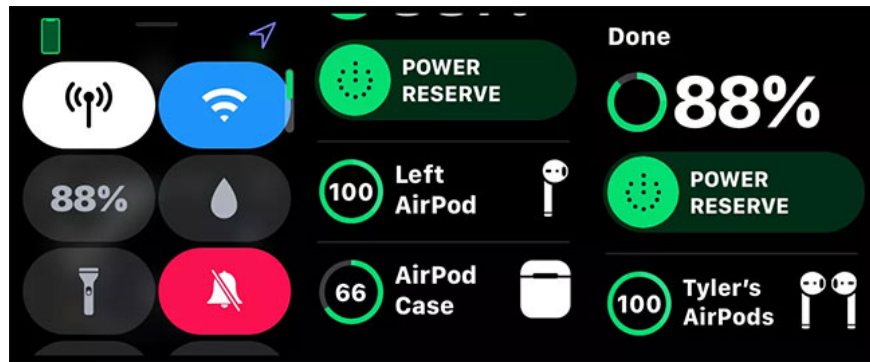 88%
POWER
RESERVE
100
Left
AirPod
66
AirPod
Case
Done
88%
POWER
RESERVE
100
Tyler's
AirPods